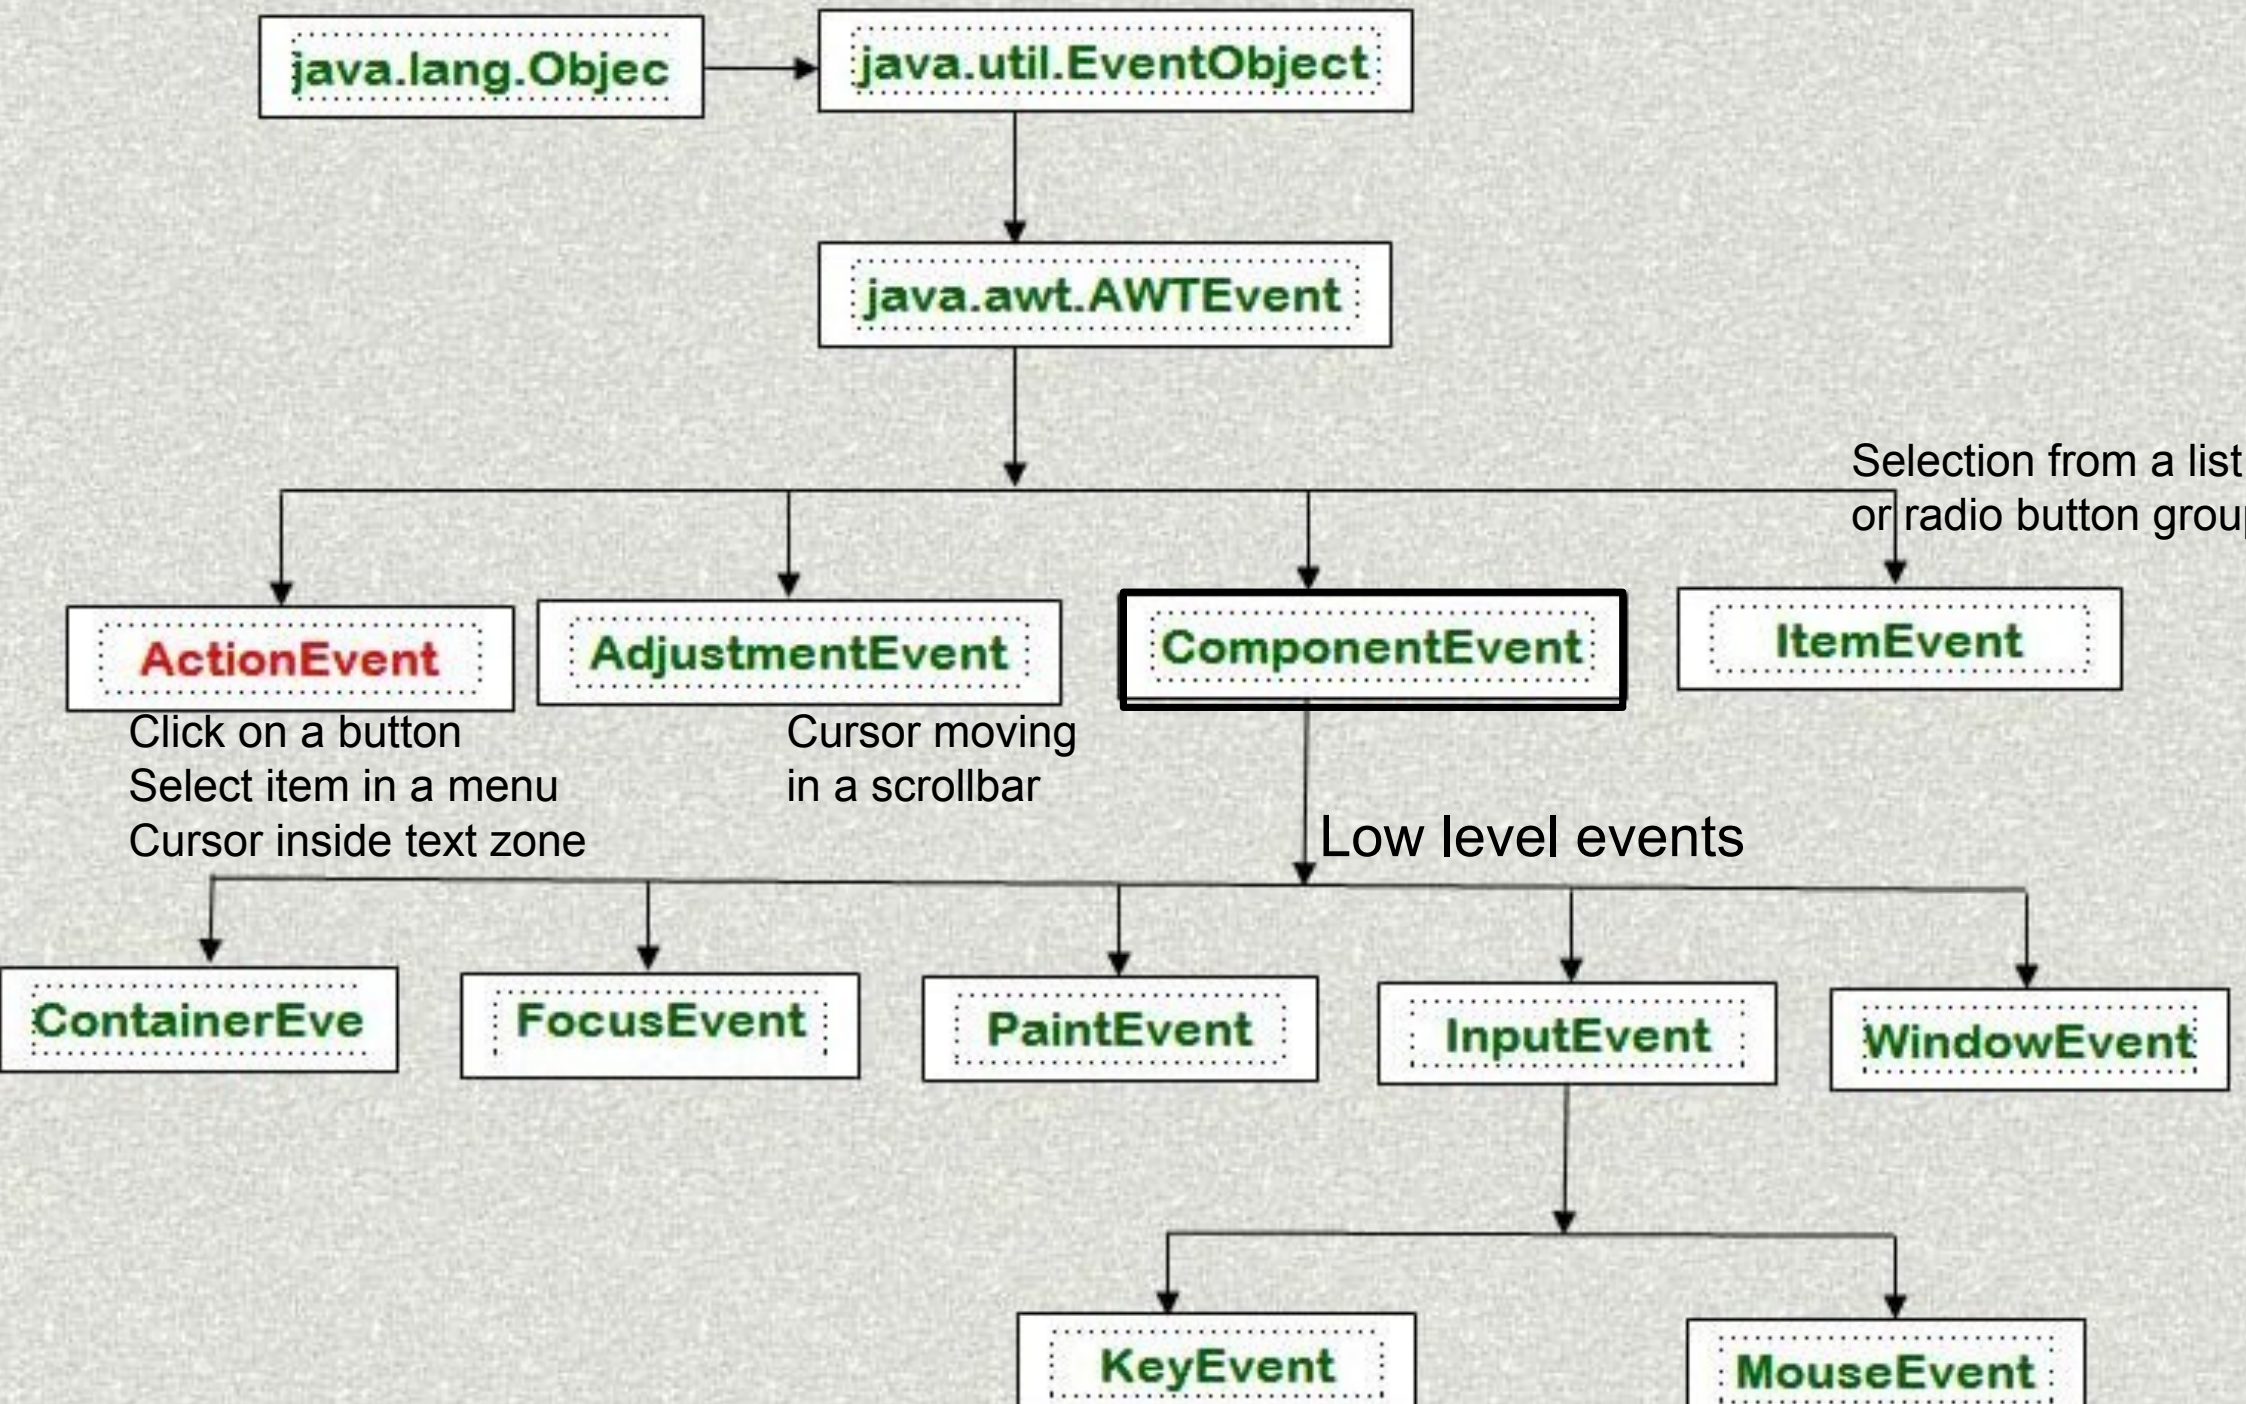 java.lang.Objec
java.util.EventObject
java.awt.AWTEvent
Selection from a list
or radio button grou
ActionEvent
AdjustmentEvent
ComponentEvent
ItemEvent
Click on a button
Select item in a menu
Cursor inside text zone
Cursor moving
in a scrollbar
Low level events
ContainerEve
FocusEvent
PaintEvent
InputEvent
WindowEvent
KeyEvent
MouseEvent